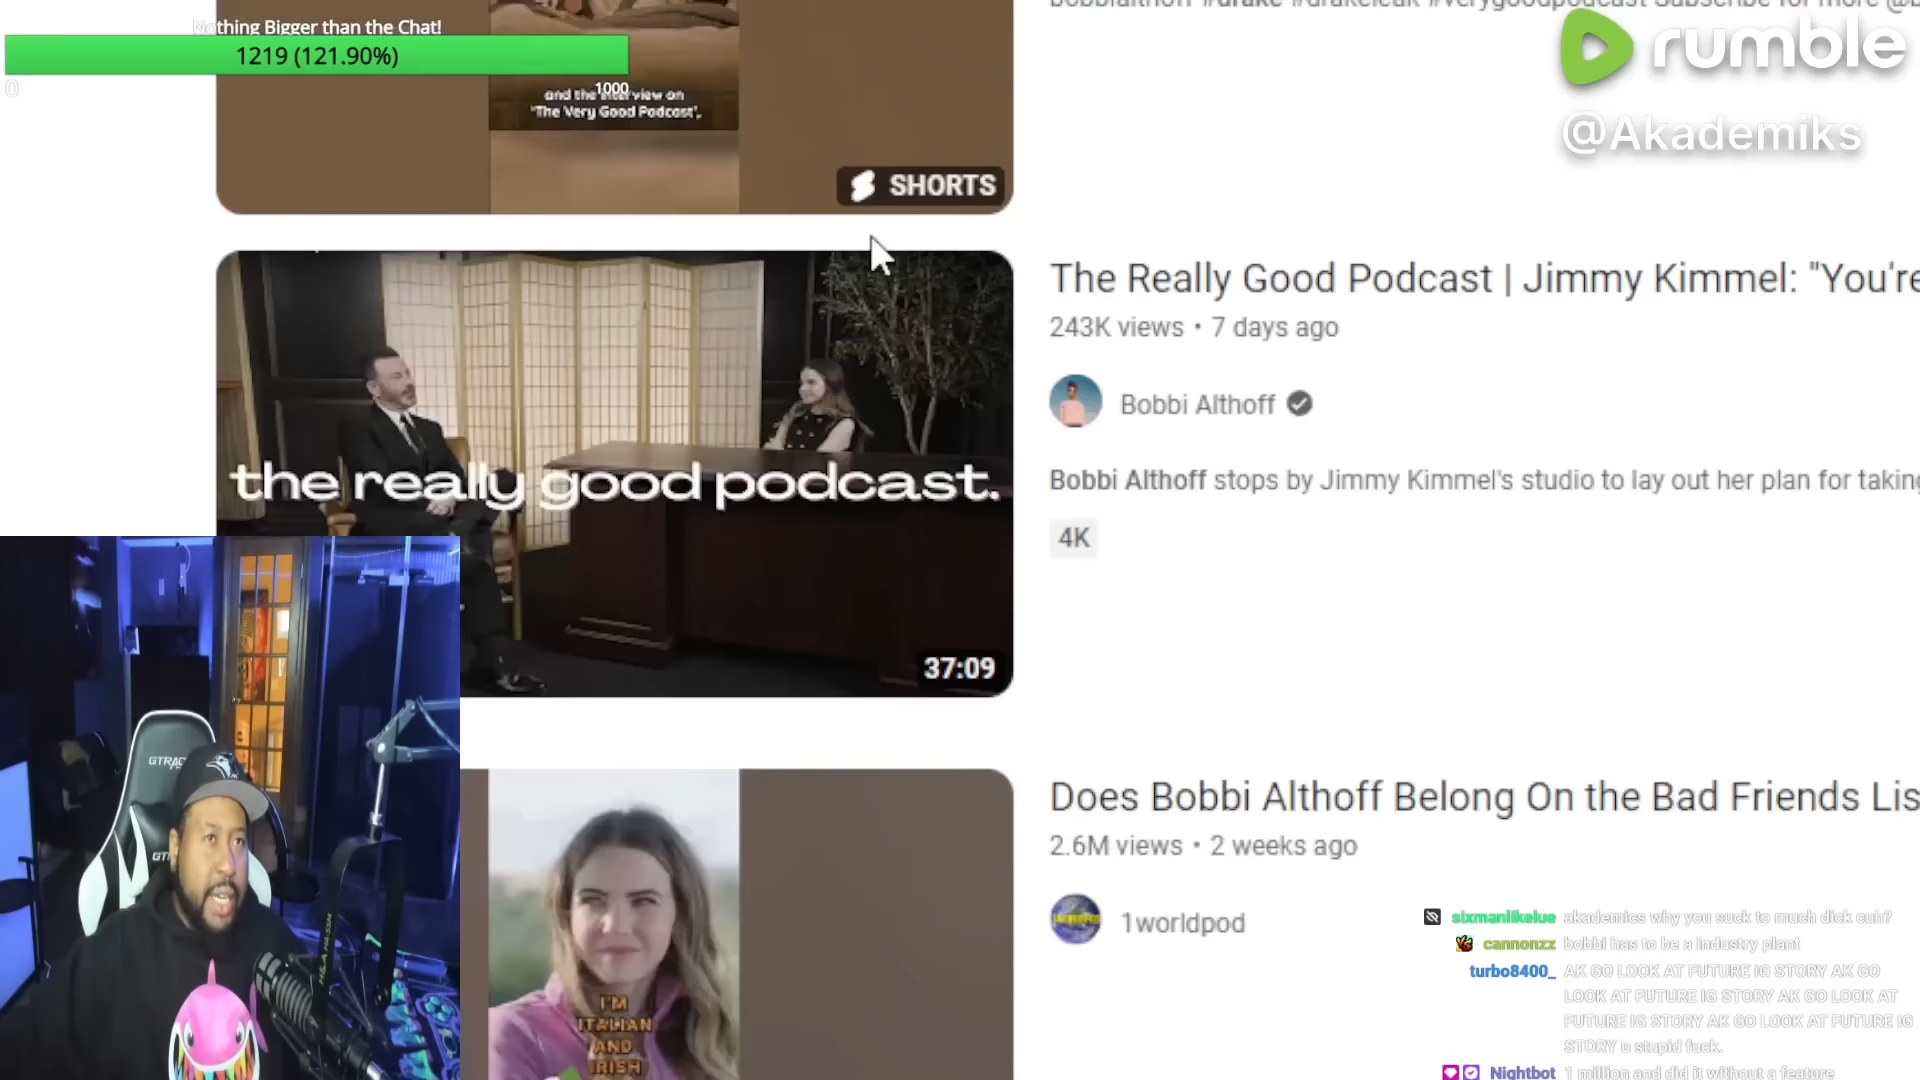 Nothing Bigger than the Chat!
1219 (121.90%)
0
1000
and the interview on
"The Very Good Podcast",
SHORTS
rumble
@Akademiks
The Really Good Podcast | Jimmy Kimmel: "You're
243K views • 7 days ago
Bobbi Althoff
Bobbi Althoff stops by Jimmy Kimmel's studio to lay out her plan for taking
4K
the really good podcast.
37:09
GTRAC
GT
Does Bobbi Althoff Belong On the Bad Friends Lis
2.6M views • 2 weeks ago
1worldpod
I'M
ITALIAN
AND
IRISH
sixmanlikelue akademics why you suck to much dick cuh?
cannonzz bobbi has to be a industry plant
turbo8400_ AK GO LOOK AT FUTURE IG STORY AK GO
LOOK AT FUTURE IG STORY AK GO LOOK AT
FUTURE IG STORY AK GO LOOK AT FUTURE IG
STORY u stupid fuck.
Nightbot 1 million and did it without a feature